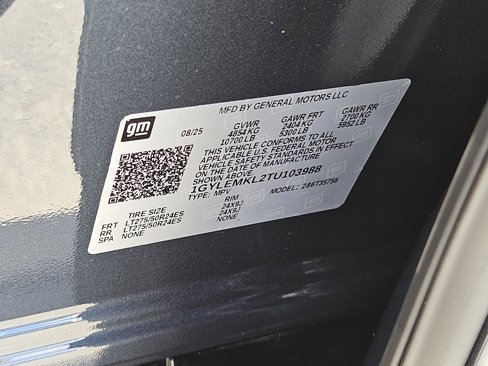 MFD BY GENERAL MOTORS LLC
gm
08/25 GVWR GAWR FRT GAWR RR
4854 KG 2404 KG 2700 KG
10700 LB 5300 LB 5952 LB
THIS VEHICLE CONFORMS TO ALL
APPLICABLE U.S. FEDERAL MOTOR
VEHICLE SAFETY STANDARDS IN EFFECT
ON THE DATE OF MANUFACTURE
1GYLEMKL2TU103988
TYPE: MPV MODEL: 286T35756
TIRE SIZE RIM
FRT LT275/50R24ES 24X9J
RR LT275/50R24ES 24X9J
SPA NONE NONE